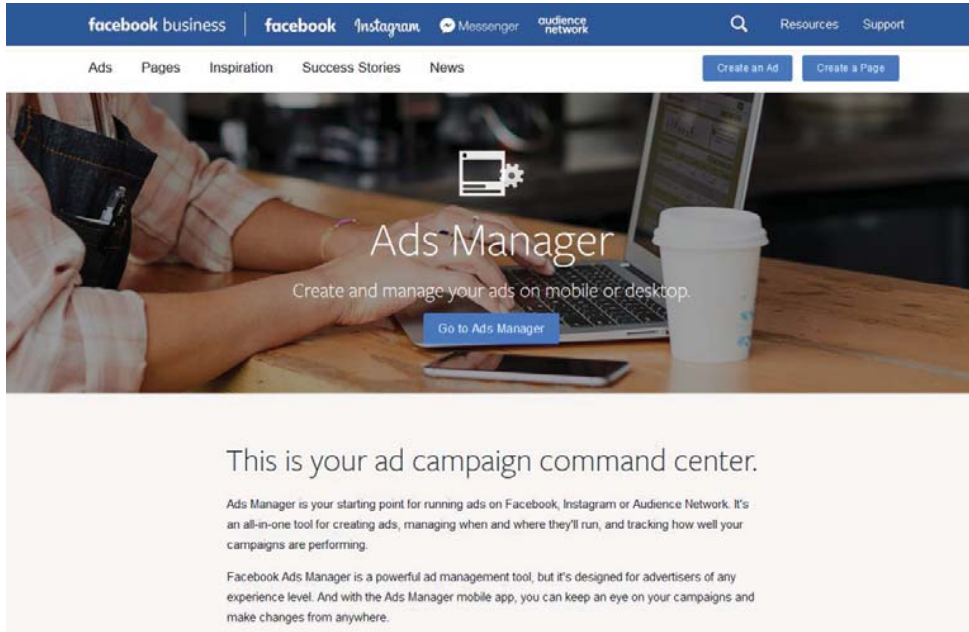 facebook business facebook Instagram Messenger audience network Resources Support
Ads Pages Inspiration Success Stories News Create an Ad Create a Page
Ads Manager
Create and manage your ads on mobile or desktop.
Go to Ads Manager
This is your ad campaign command center.
Ads Manager is your starting point for running ads on Facebook, Instagram or Audience Network. It's
an all-in-one tool for creating ads, managing when and where they'll run, and tracking how well your
campaigns are performing.
Facebook Ads Manager is a powerful ad management tool, but it's designed for advertisers of any
experience level. And with the Ads Manager mobile app, you can keep an eye on your campaigns and
make changes from anywhere.